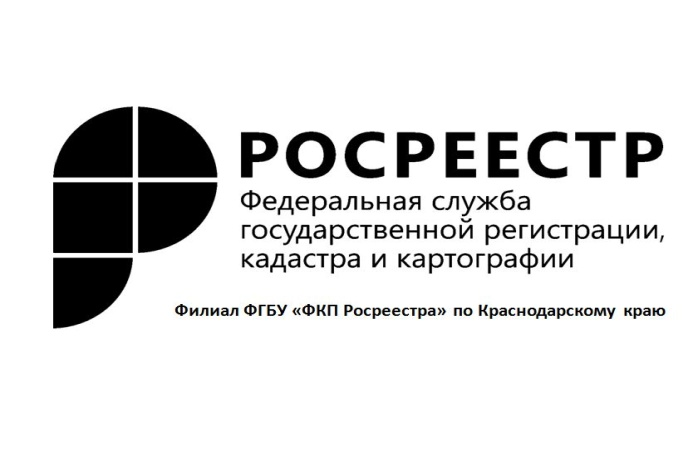 РОСРЕЕСТР
Федеральная служба
государственной регистрации,
кадастра и картографии
Филиал ФГБУ «ФКП Росреестра» по Краснодарскому краю